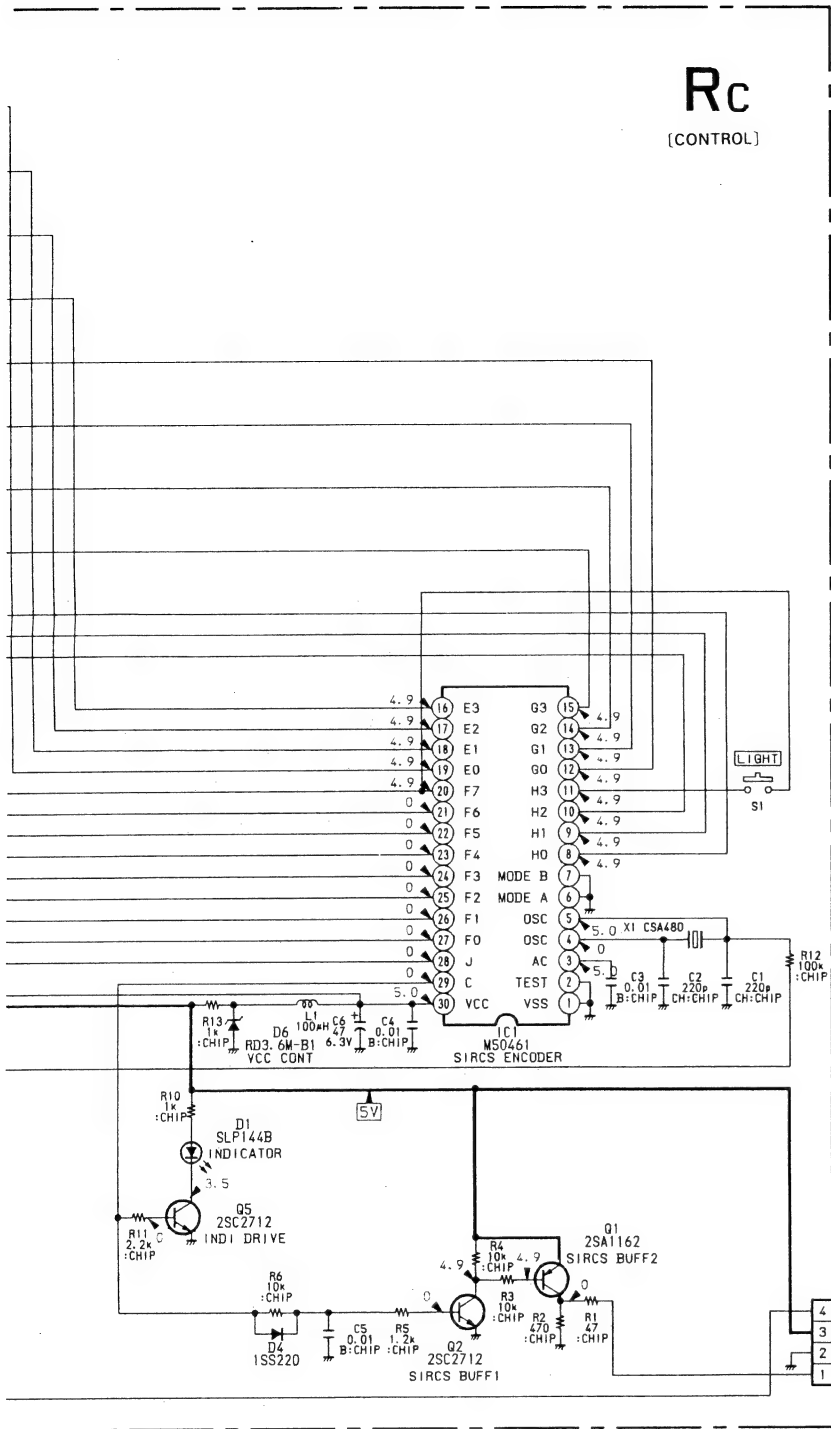 Rc
[CONTROL]
4.9 16 E3 G3 15 4.9
4.9 17 E2 G2 14 4.9
4.9 18 E1 G1 13 4.9
4.9 19 E0 G0 12 4.9
4.9 20 F7 H3 11 4.9
LIGHT
S1
0 21 F6 H2 10 4.9
0 22 F5 H1 9 4.9
0 23 F4 H0 8 4.9
0 24 F3 MODE B 7
0 25 F2 MODE A 6
0 26 F1 OSC 5 5.0
X1 CSA480
0 27 F0 OSC 4 0
0 28 J AC 3 5.0
0 29 C TEST 2
5.0 30 VCC VSS 1
C3
0.01
B:CHIP
C2
220p
CH:CHIP
C1
220p
CH:CHIP
R12
100k
:CHIP
R13
1k
:CHIP
D6
RD3.6M-B1
VCC CONT
L1
100μH
C6
47
6.3V
+
C4
0.01
B:CHIP
IC1
M50461
SIRCS ENCODER
R10
1k
:CHIP
5V
D1
SLP144B
INDICATOR
3.5
R11
2.2k
:CHIP
0
Q5
2SC2712
INDI DRIVE
R6
10k
:CHIP
D4
1SS220
C5
0.01
B:CHIP
R5
1.2k
:CHIP
0
4.9
R4
10k
:CHIP
4.9
R3
10k
:CHIP
Q1
2SA1162
SIRCS BUFF2
0
R2
470
:CHIP
R1
47
:CHIP
Q2
2SC2712
SIRCS BUFF1
4
3
2
1